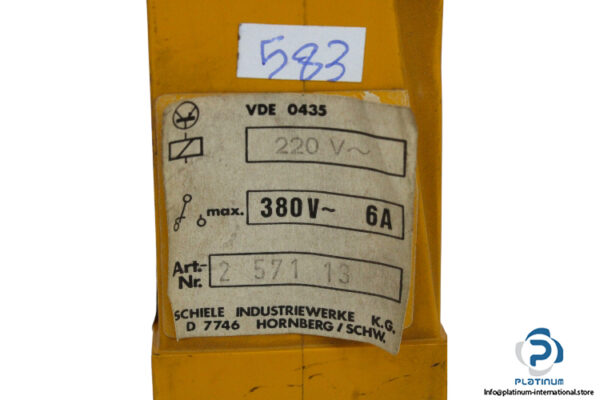 583
VDE 0435
220 V~
max. 380V~ 6A
Art.-
Nr. 2 571 13
SCHIELE INDUSTRIEWERKE K.G.
D 7746 HORNBERG/SCHW.
PLATINUM
Info@platinum-international.store